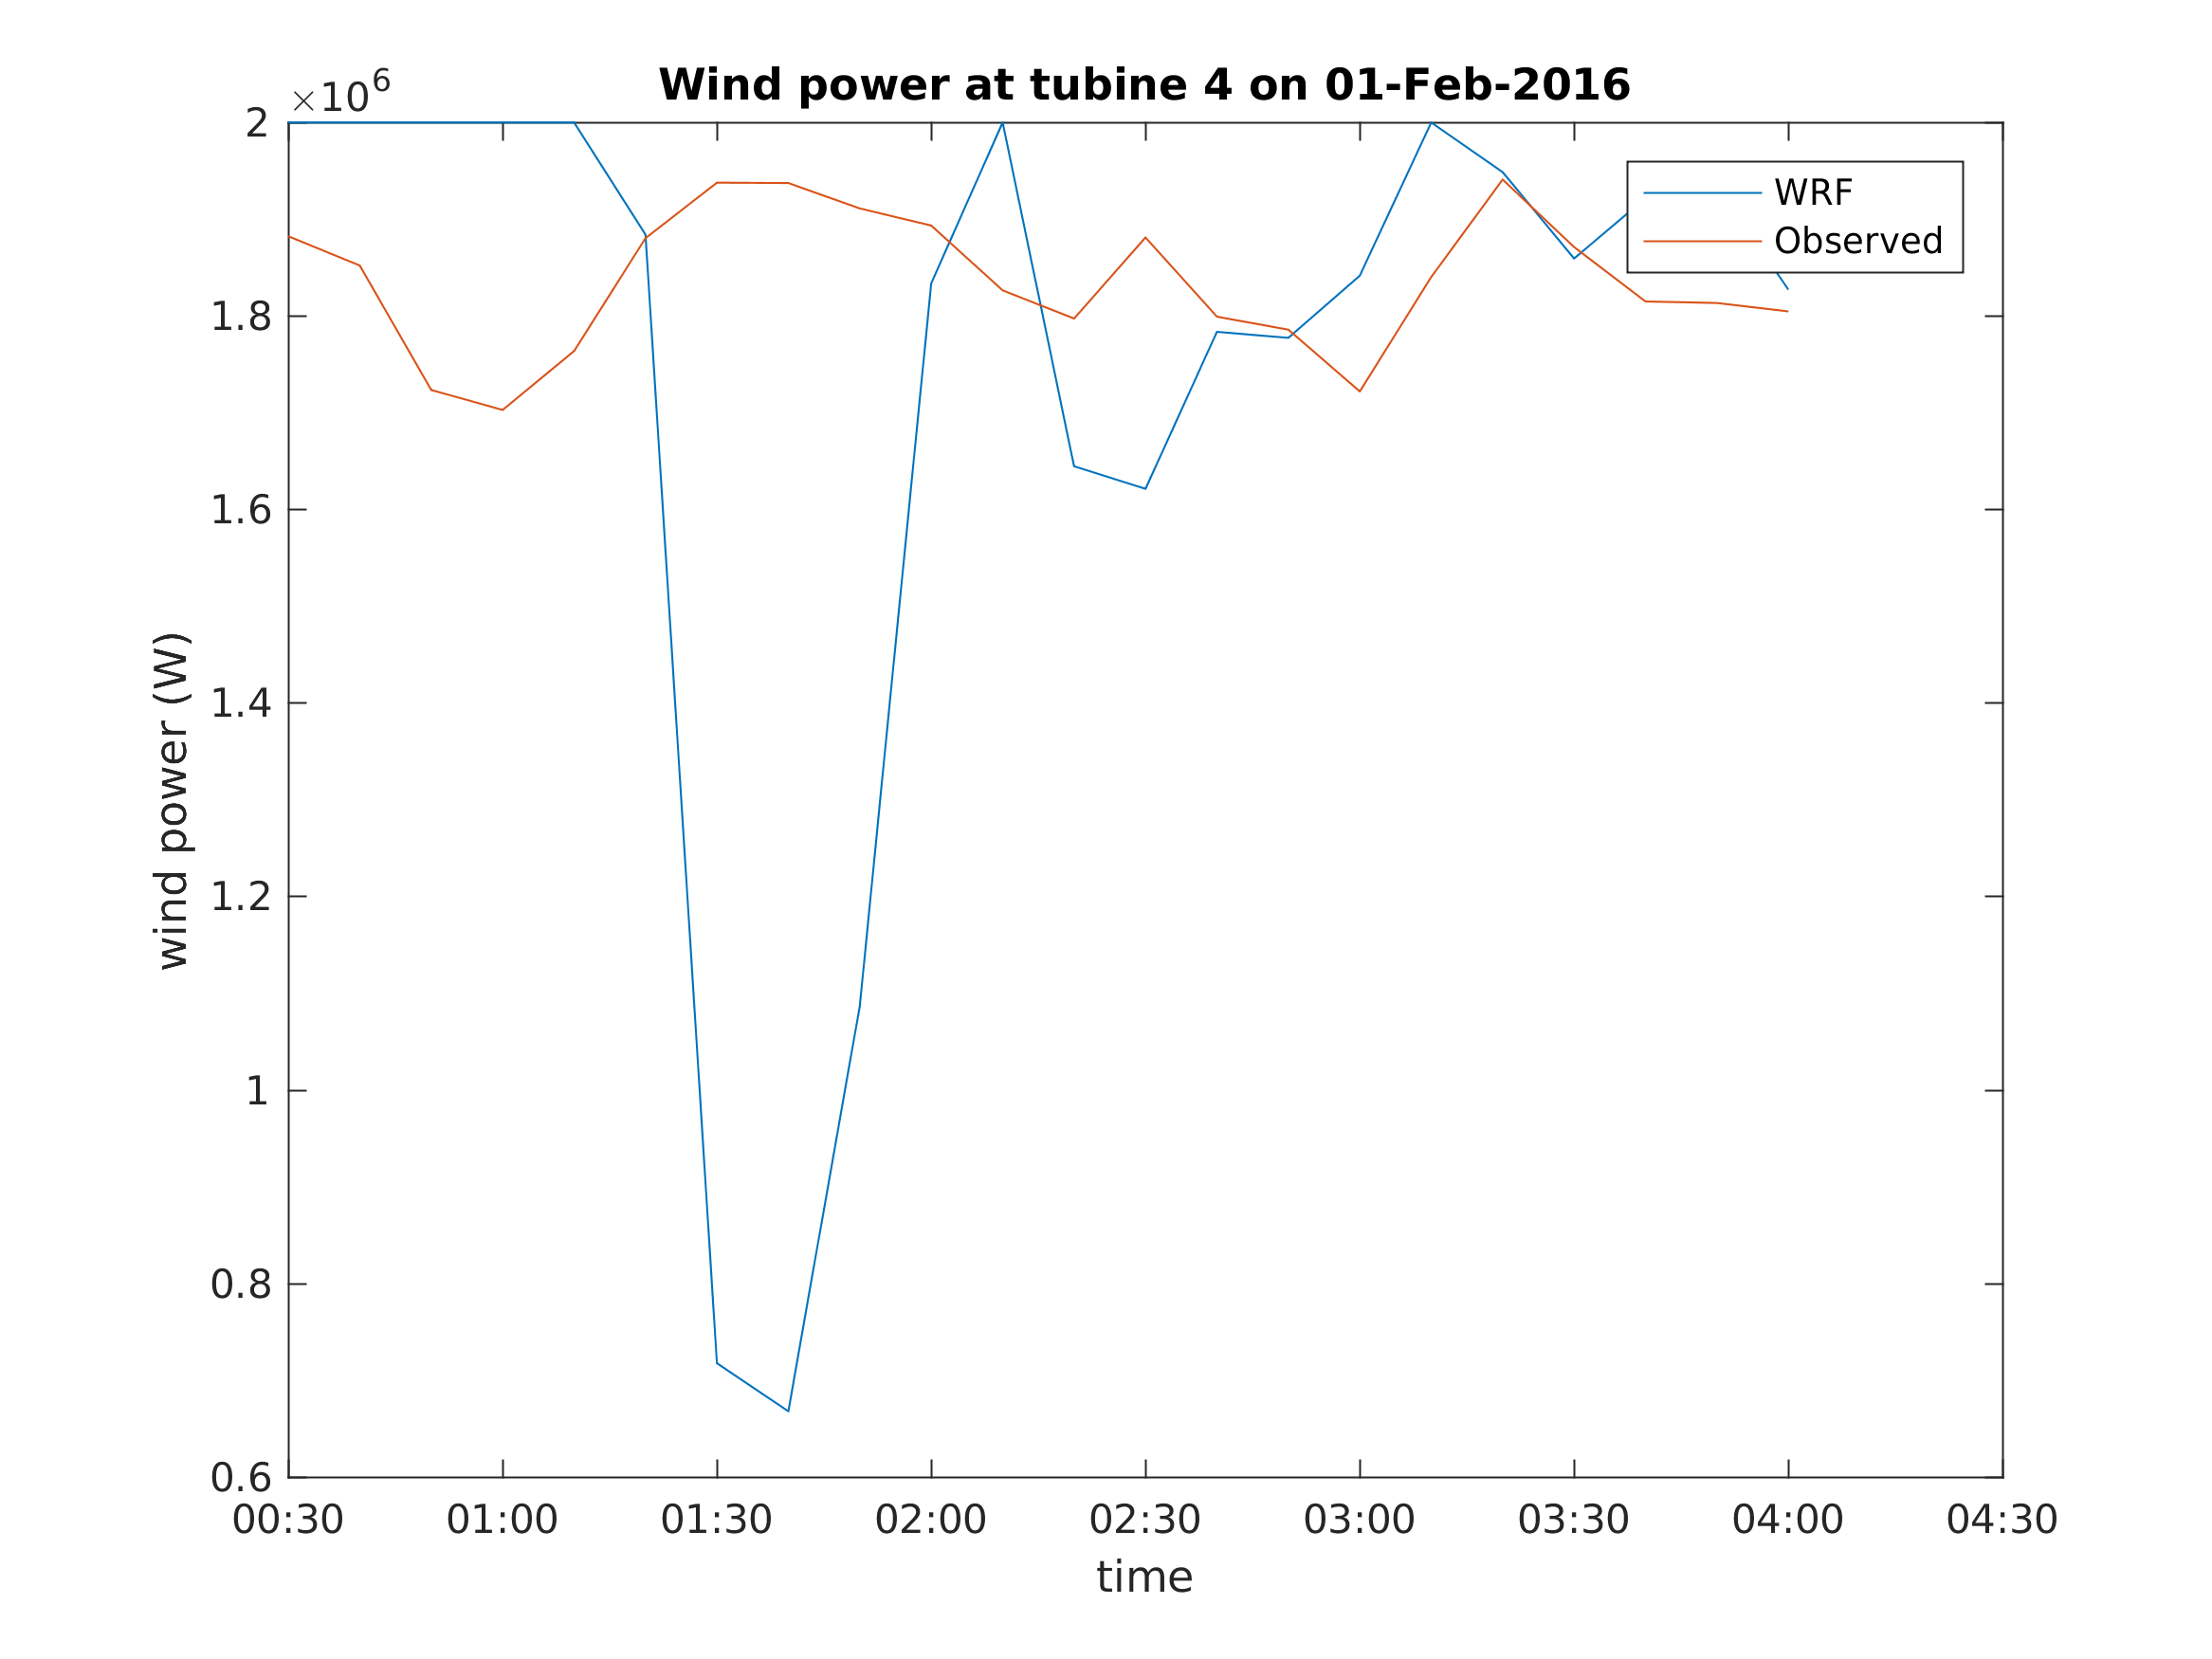 ×10⁶
Wind power at tubine 4 on 01-Feb-2016
2
1.8
1.6
1.4
1.2
1
0.8
0.6
wind power (W)
WRF
Observed
00:30 01:00 01:30 02:00 02:30 03:00 03:30 04:00 04:30
time